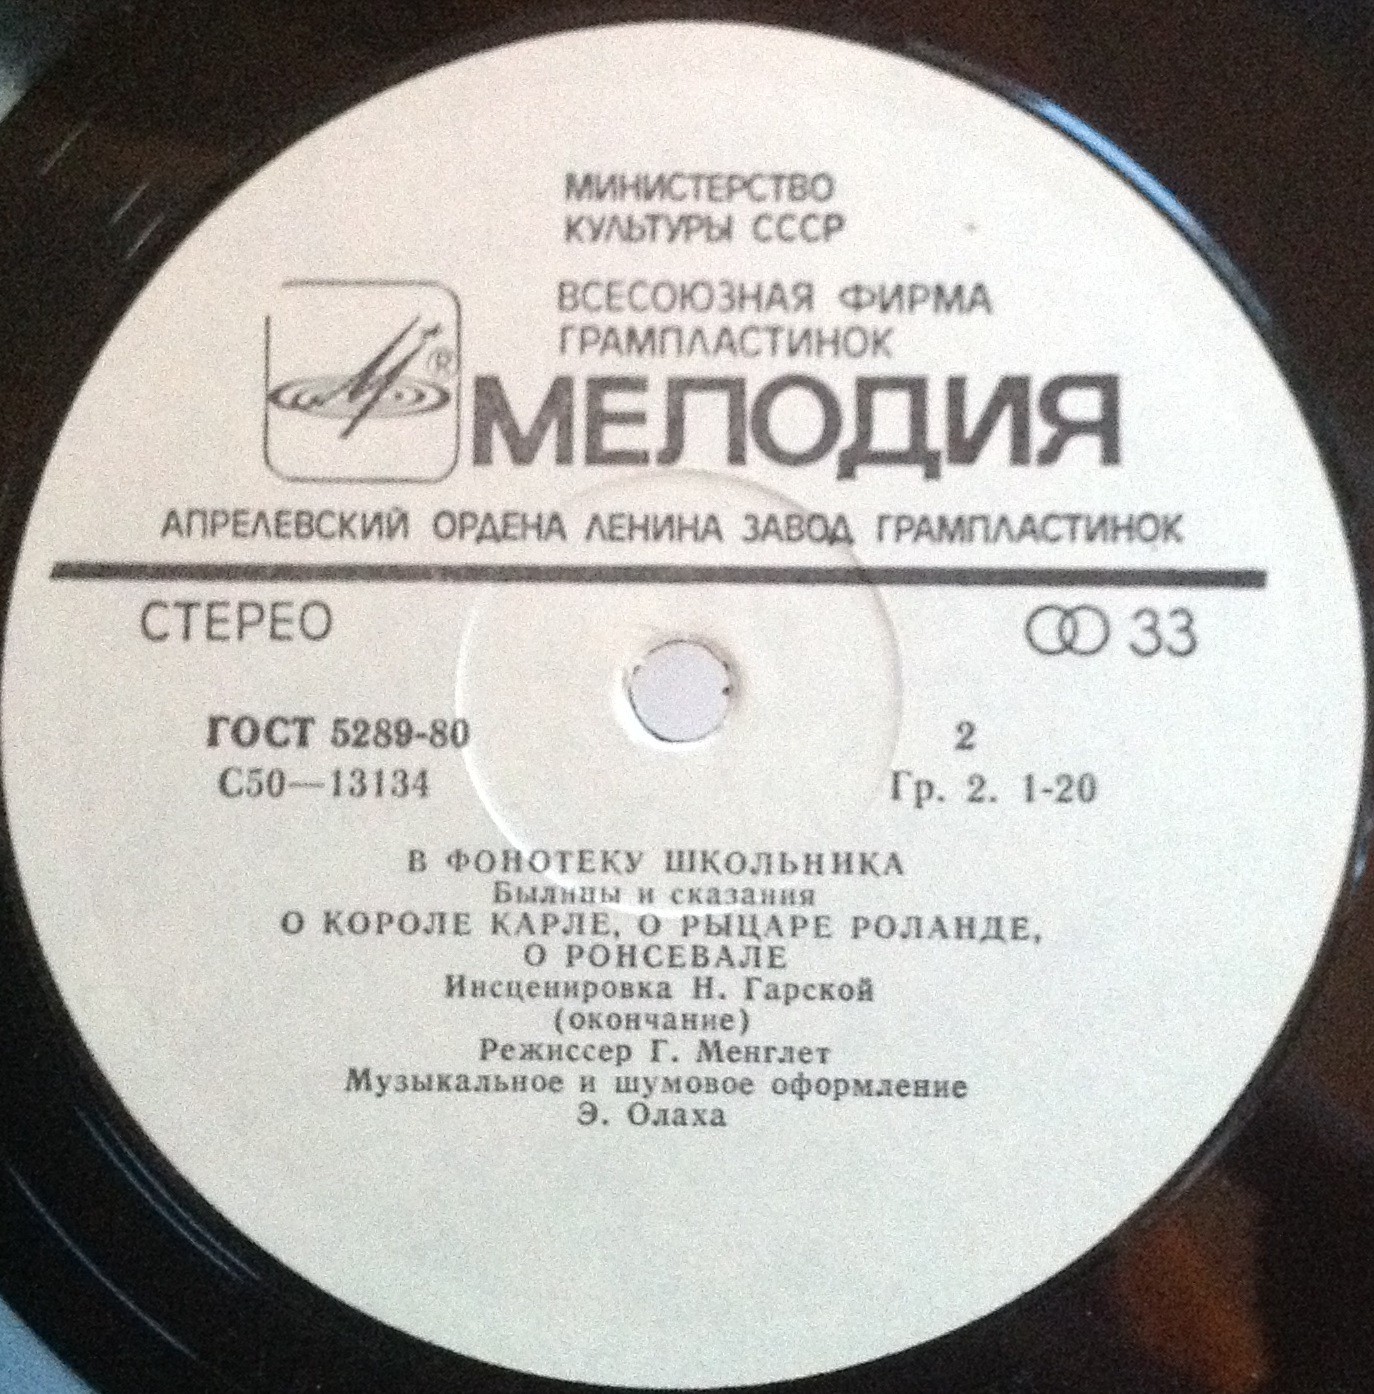 МИНИСТЕРСТВО
КУЛЬТУРЫ СССР
ВСЕСОЮЗНАЯ ФИРМА
ГРАМПЛАСТИНОК
®
МЕЛОДИЯ
АПРЕЛЕВСКИЙ ОРДЕНА ЛЕНИНА ЗАВОД ГРАМПЛАСТИНОК
СТЕРЕО
33
ГОСТ 5289-80
2
С50—13134
Гр. 2. 1-20
В ФОНОТЕКУ ШКОЛЬНИКА
Былины и сказания
О КОРОЛЕ КАРЛЕ, О РЫЦАРЕ РОЛАНДЕ,
О РОНСЕВАЛЕ
Инсценировка Н. Гарской
(окончание)
Режиссер Г. Менглет
Музыкальное и шумовое оформление
Э. Олаха